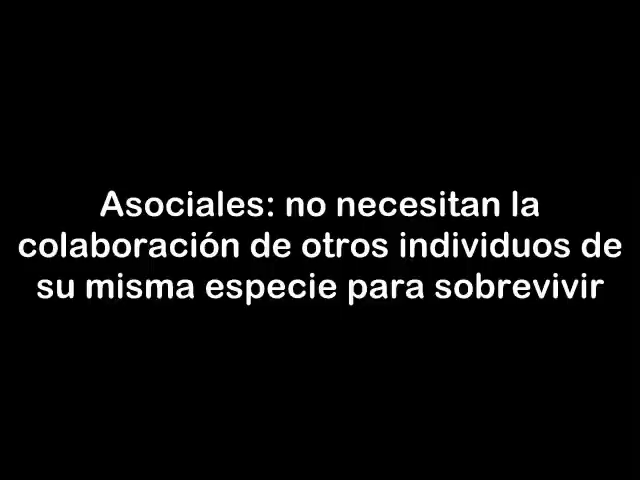 Asociales: no necesitan la
colaboración de otros individuos de
su misma especie para sobrevivir